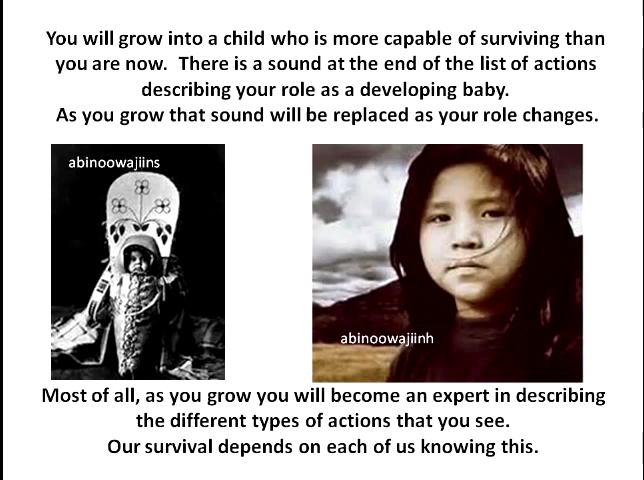 You will grow into a child who is more capable of surviving than
you are now.  There is a sound at the end of the list of actions
describing your role as a developing baby.
As you grow that sound will be replaced as your role changes.
abinoowajiins
abinoowajiinh
Most of all, as you grow you will become an expert in describing
the different types of actions that you see.
Our survival depends on each of us knowing this.